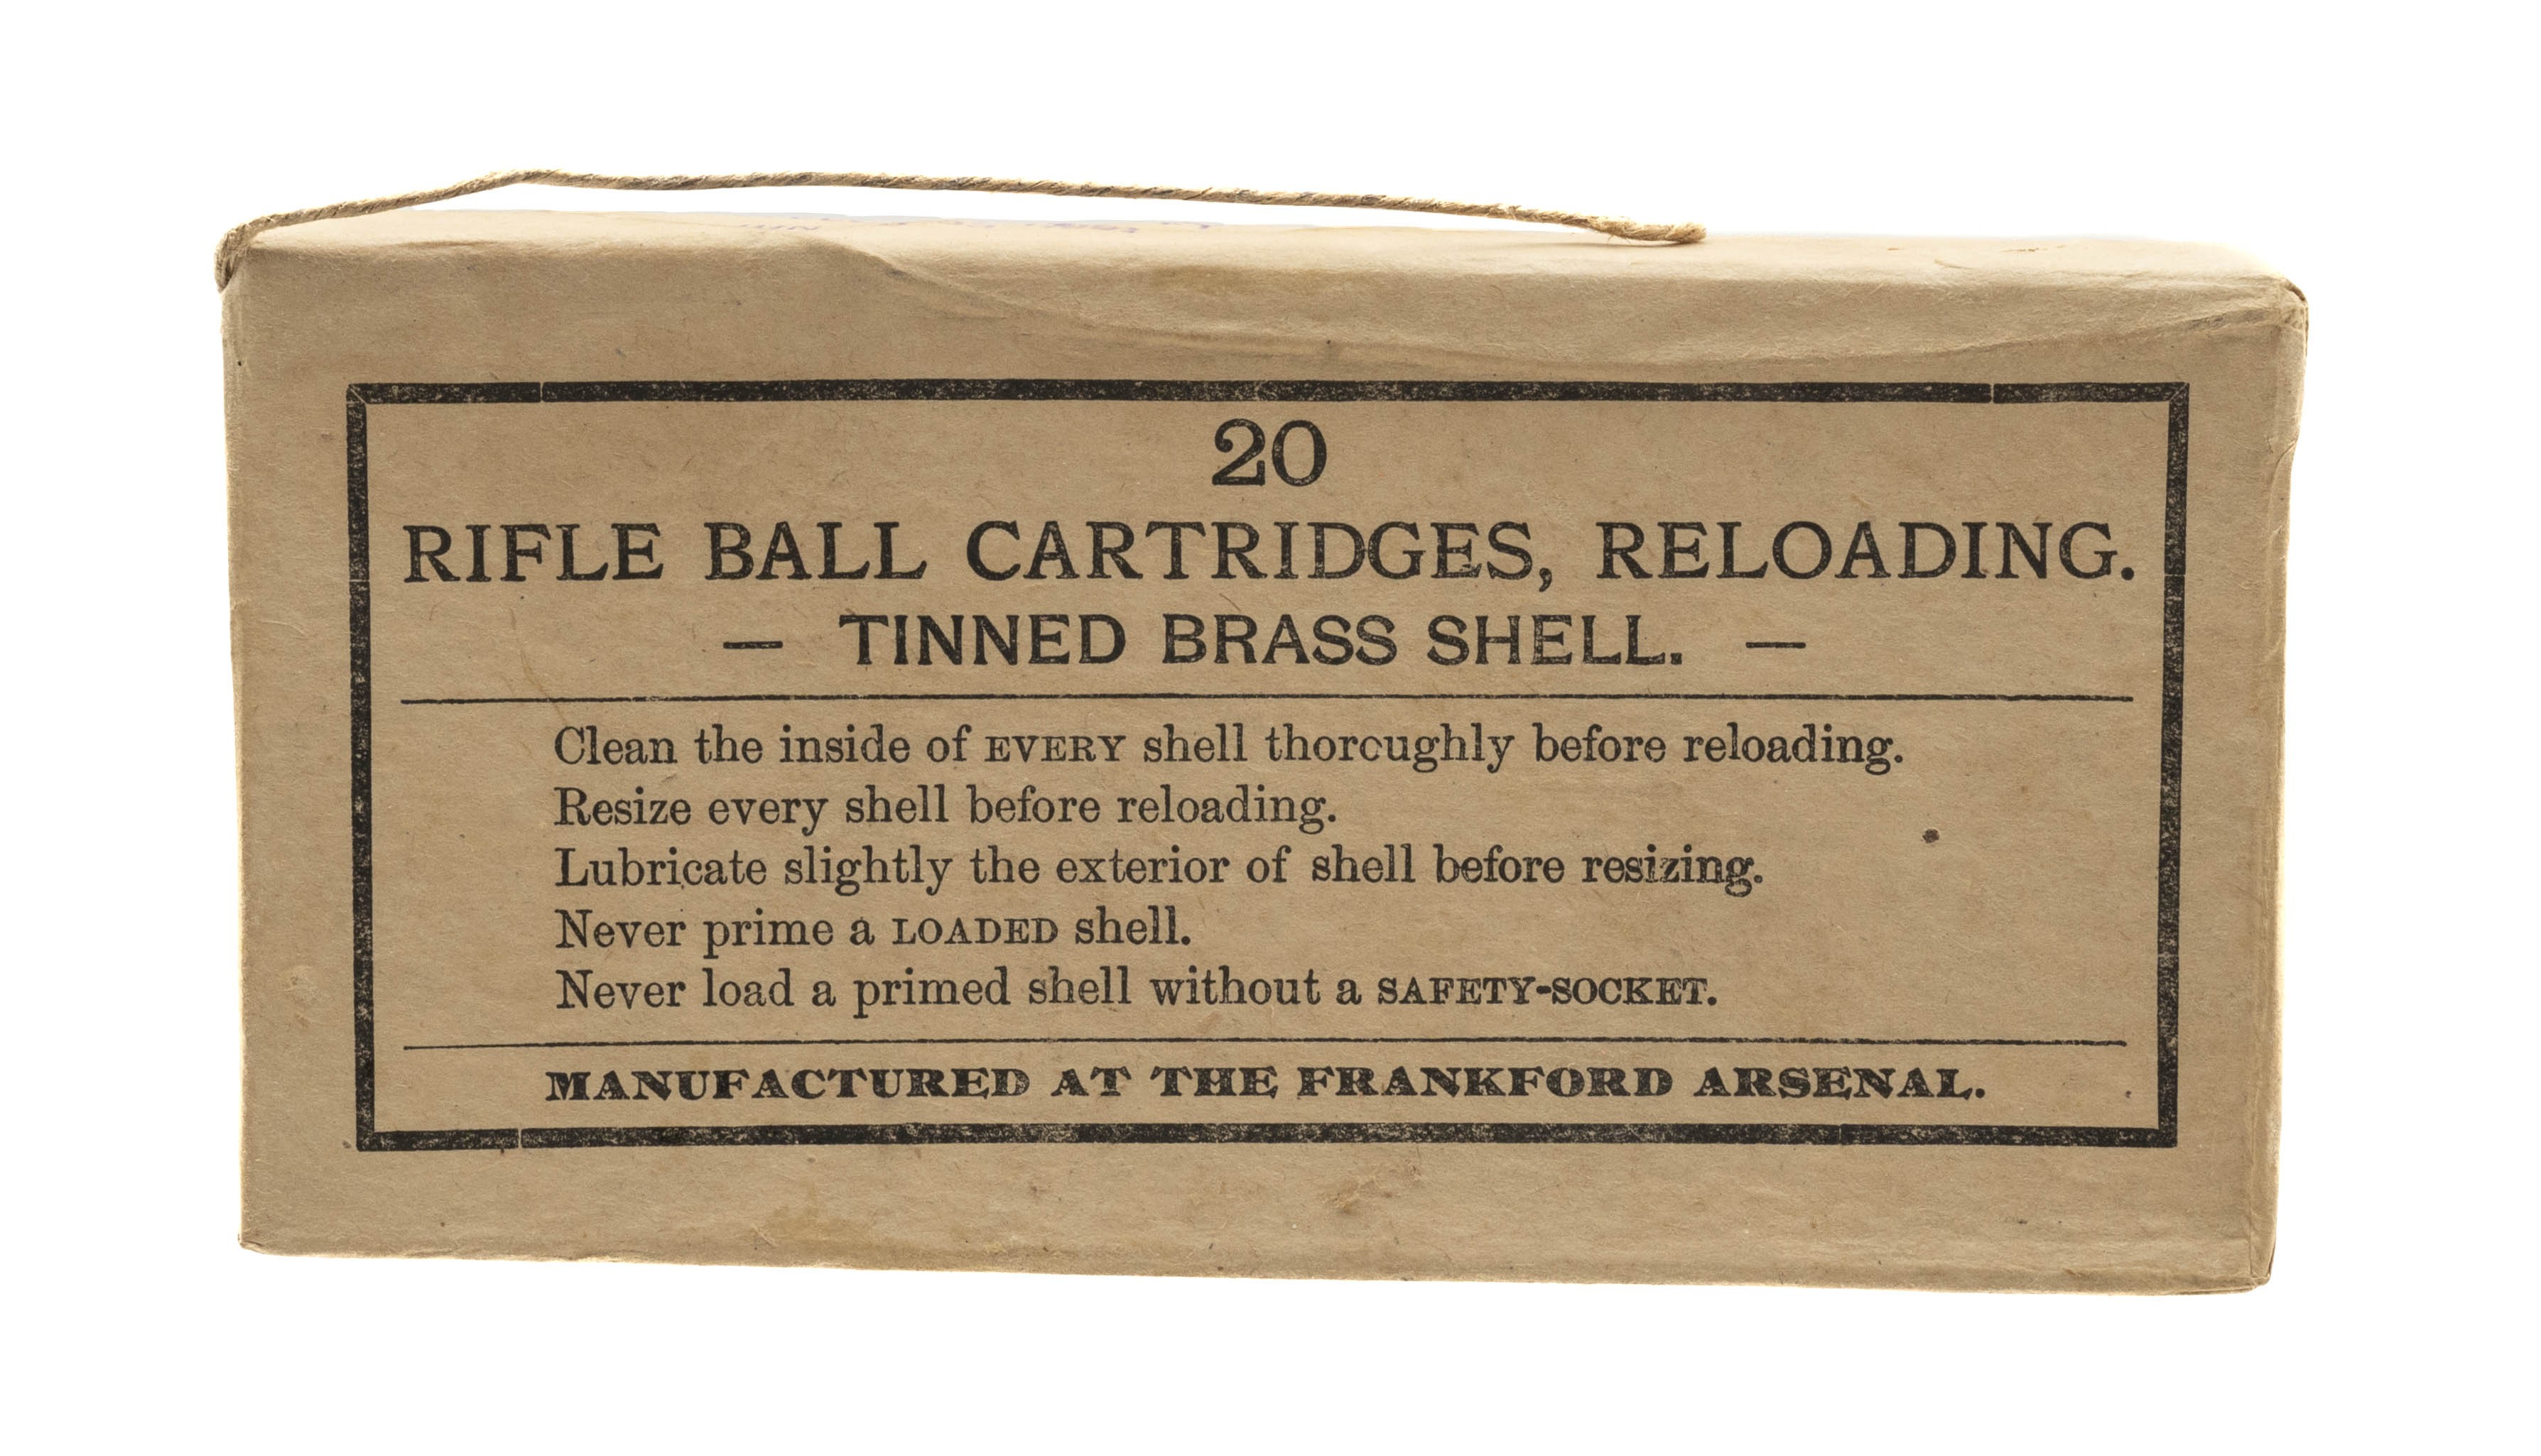 20
RIFLE BALL CARTRIDGES, RELOADING.
— TINNED BRASS SHELL. —
Clean the inside of EVERY shell thoroughly before reloading.
Resize every shell before reloading.
Lubricate slightly the exterior of shell before resizing.
Never prime a LOADED shell.
Never load a primed shell without a SAFETY-SOCKET.
MANUFACTURED AT THE FRANKFORD ARSENAL.